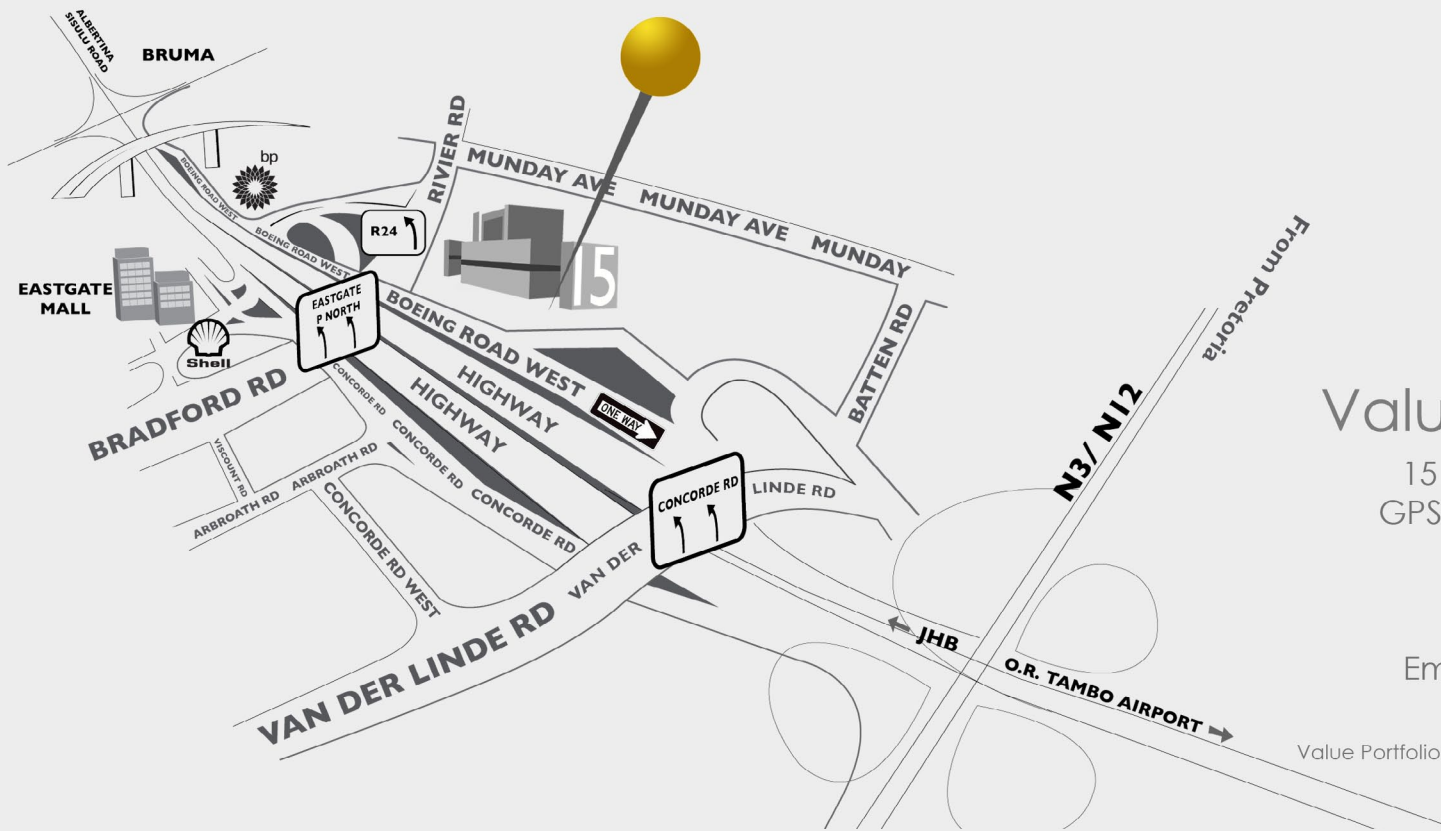 ALBERTINA
SISULU ROAD
BRUMA
bp
BOEING ROAD WEST
RIVIER RD
MUNDAY AVE MUNDAY AVE MUNDAY
R24
BOEING ROAD WEST
15
EASTGATE
MALL
Shell
EASTGATE
P NORTH
BOEING ROAD WEST
HIGHWAY
HIGHWAY
ONE WAY
BATTEN RD
From Pretoria
N3/ N12
BRADFORD RD
CONCORDE RD CONCORDE RD CONCORDE RD
VISCOUNT RD
ARBROATH RD ARBROATH RD
CONCORDE RD WEST
CONCORDE RD
VAN DER LINDE RD
VAN DER LINDE RD
JHB
O.R. TAMBO AIRPORT
Valu
15
GPS
Em
Value Portfolio